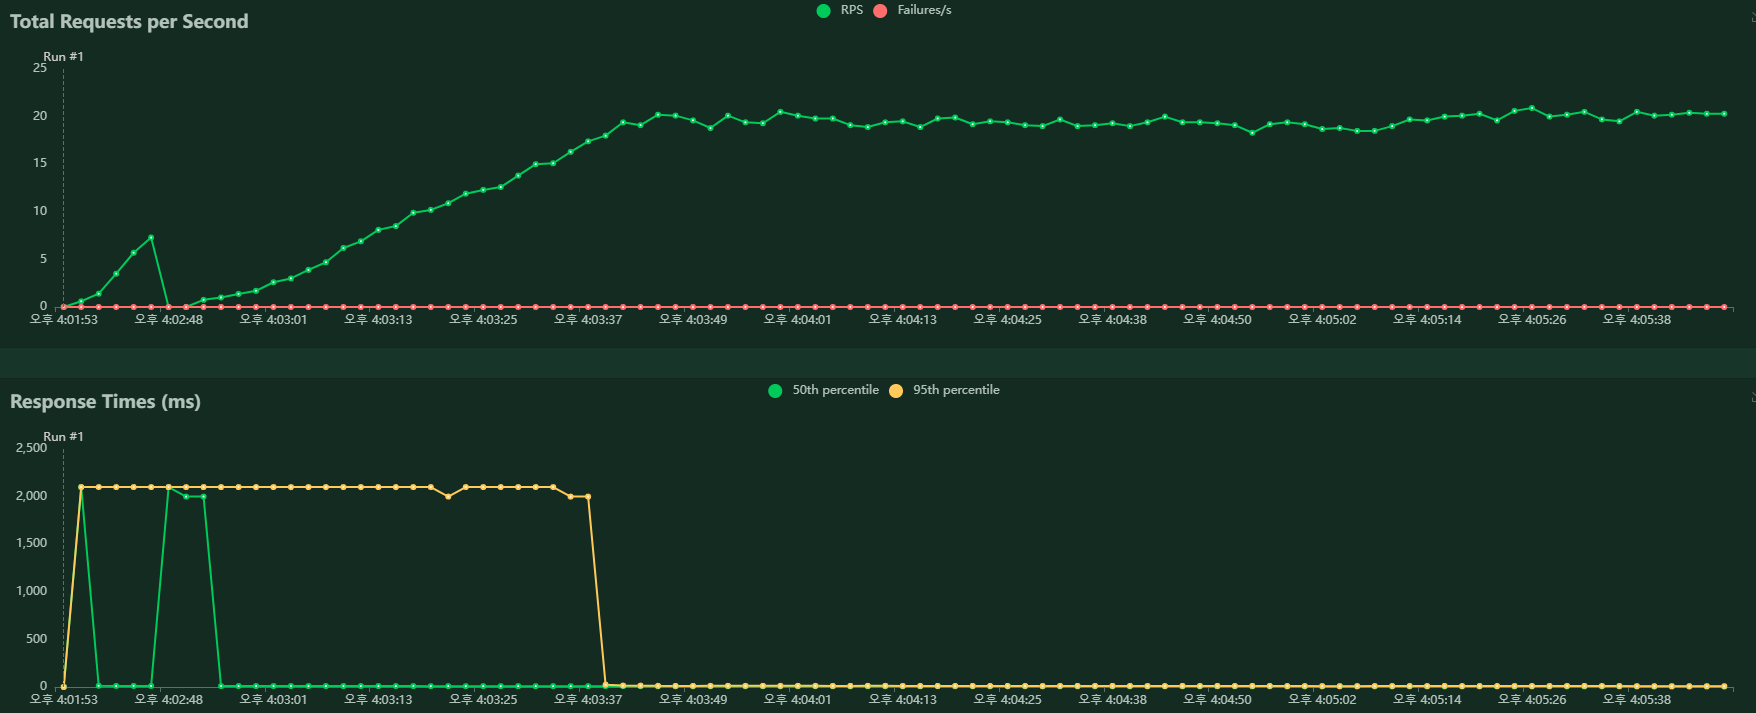 Total Requests per Second
RPS
Failures/s
Run #1
25
20
15
10
5
0
오후 4:01:53
오후 4:02:48
오후 4:03:01
오후 4:03:13
오후 4:03:25
오후 4:03:37
오후 4:03:49
오후 4:04:01
오후 4:04:13
오후 4:04:25
오후 4:04:38
오후 4:04:50
오후 4:05:02
오후 4:05:14
오후 4:05:26
오후 4:05:38
Response Times (ms)
50th percentile
95th percentile
Run #1
2,500
2,000
1,500
1,000
500
0
오후 4:01:53
오후 4:02:48
오후 4:03:01
오후 4:03:13
오후 4:03:25
오후 4:03:37
오후 4:03:49
오후 4:04:01
오후 4:04:13
오후 4:04:25
오후 4:04:38
오후 4:04:50
오후 4:05:02
오후 4:05:14
오후 4:05:26
오후 4:05:38